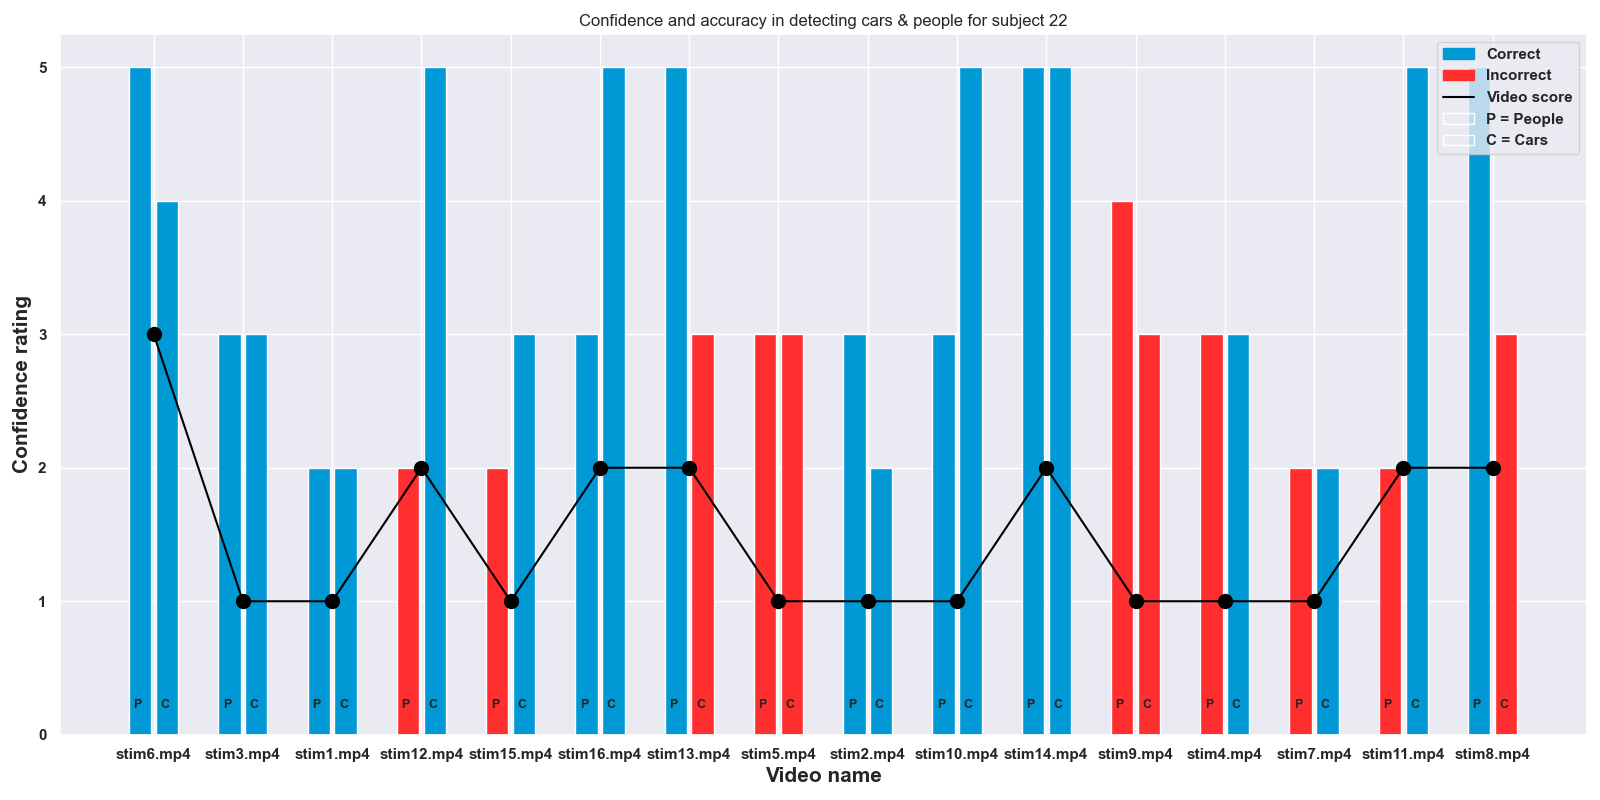 Confidence and accuracy in detecting cars & people for subject 22
Correct
Incorrect
Video score
P = People
C = Cars
5
4
3
2
1
0
Confidence rating
P C P C P C P C P C P C P C P C P C P C P C P C P C P C P C P C
stim6.mp4 stim3.mp4 stim1.mp4 stim12.mp4 stim15.mp4 stim16.mp4 stim13.mp4 stim5.mp4 stim2.mp4 stim10.mp4 stim14.mp4 stim9.mp4 stim4.mp4 stim7.mp4 stim11.mp4 stim8.mp4
Video name